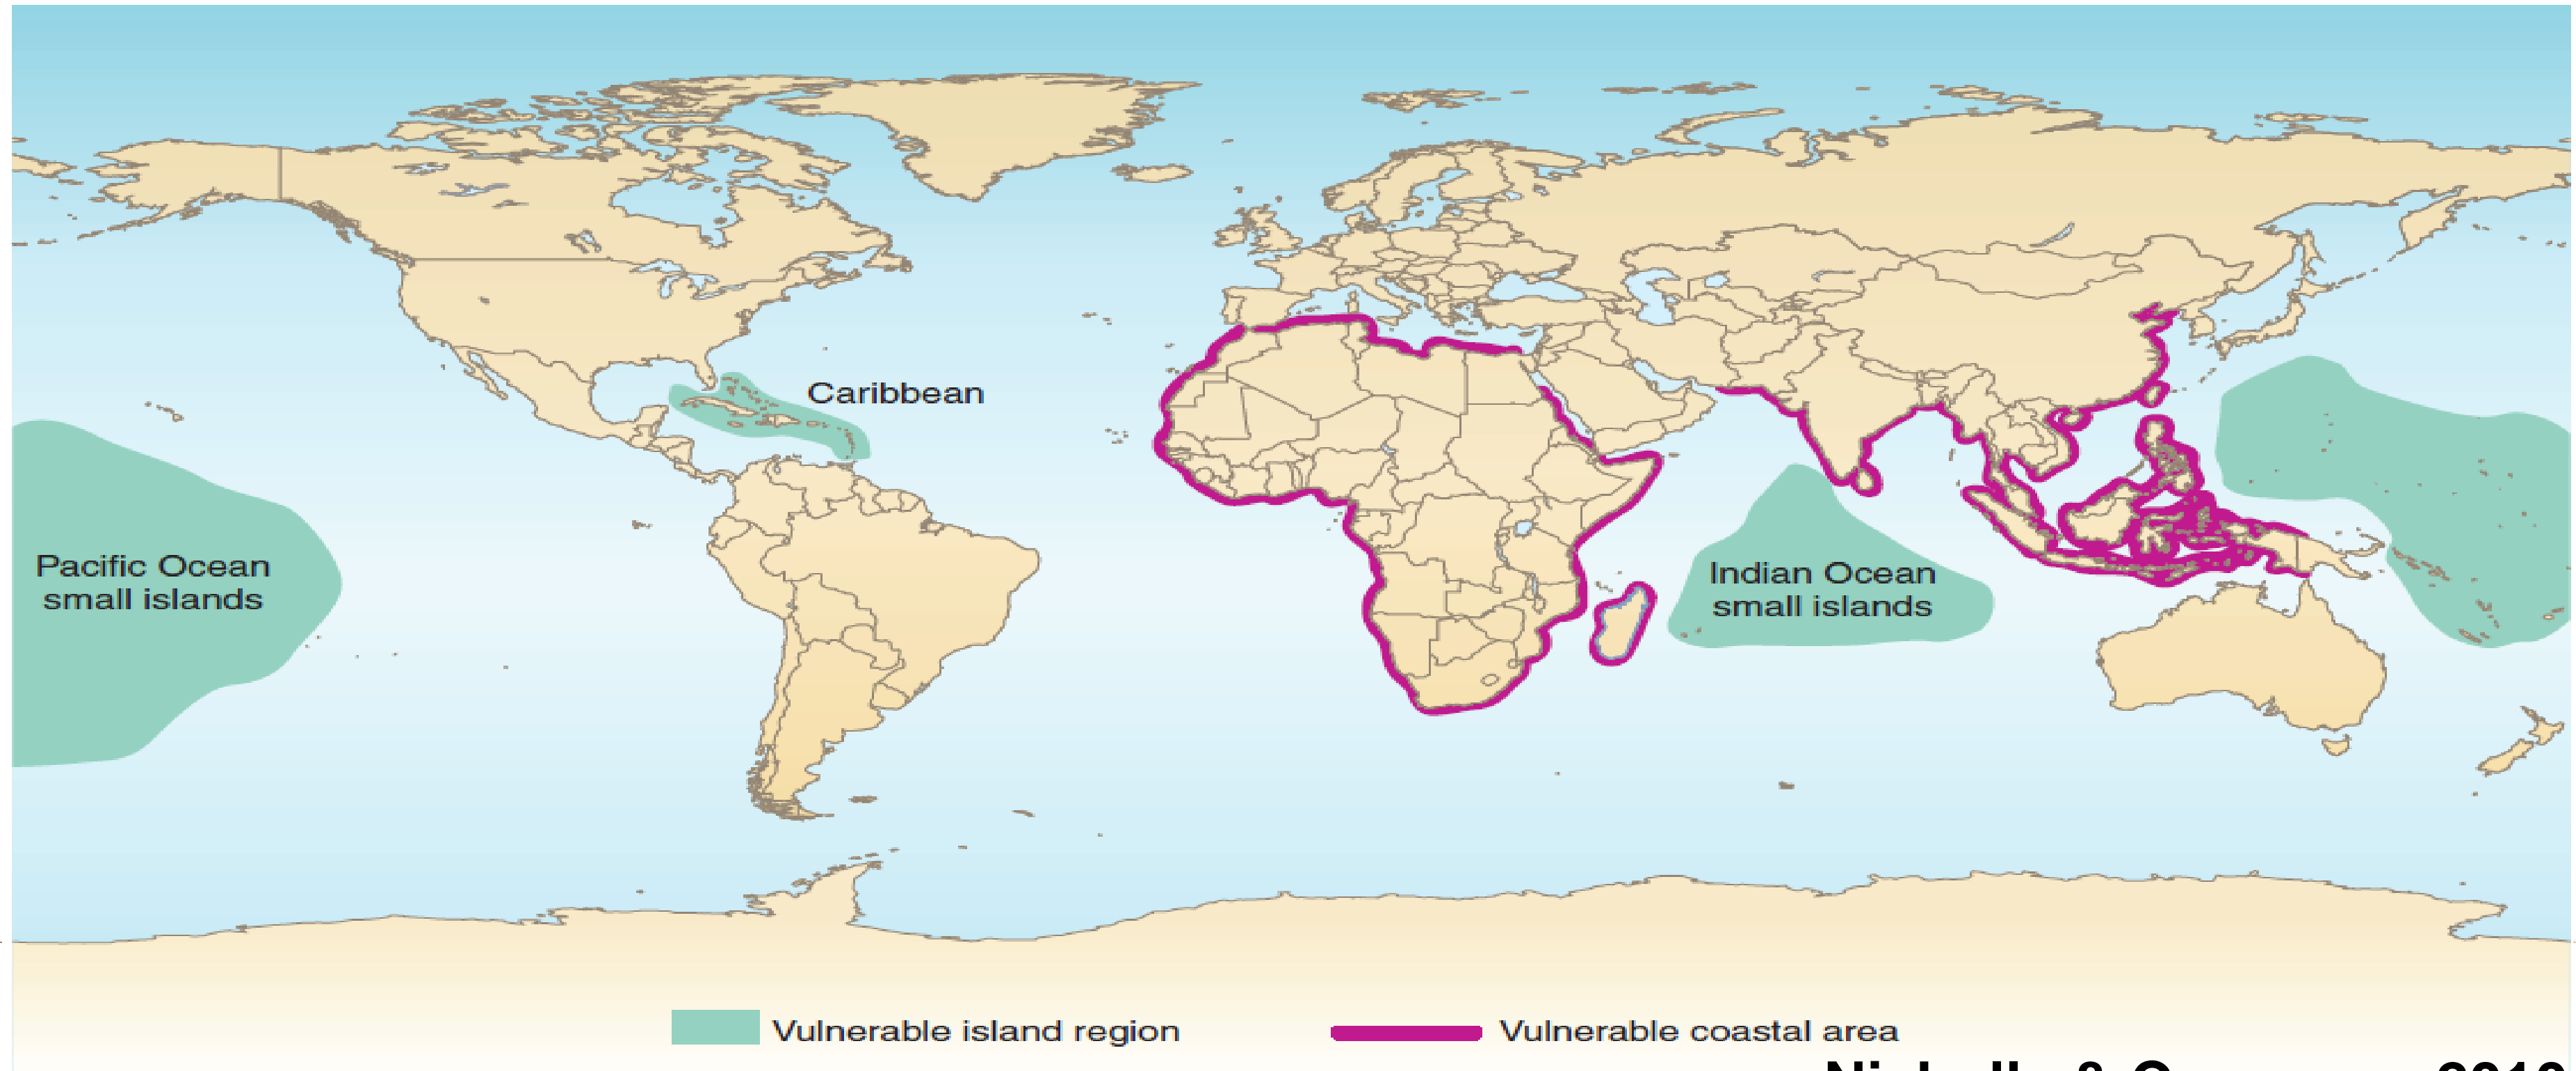 Caribbean
Pacific Ocean
small islands
Indian Ocean
small islands
Vulnerable island region
Vulnerable coastal area